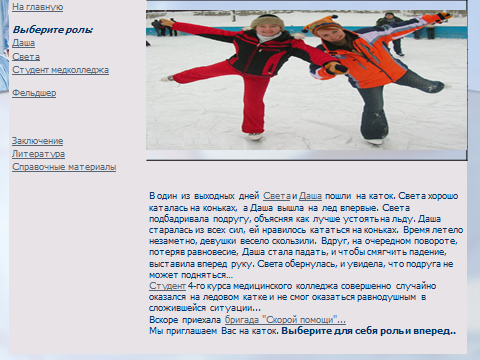 На главную
Выберите роль:
Даша
Света
Студент медколледжа
Фельдшер
Заключение
Литература
Справочные материалы
В один из выходных дней Света и Даша пошли на каток. Света хорошо
каталась на коньках, а Даша вышла на лед впервые. Света
подбадривала подругу, объясняя как лучше устоять на льду. Даша
старалась из всех сил, ей нравилось кататься на коньках. Время летело
незаметно, девушки весело скользили. Вдруг, на очередном повороте,
потеряв равновесие, Даша стала падать, и чтобы смягчить падение,
выставила вперед руку. Света обернулась, и увидела, что подруга не
может подняться…
Студент 4-го курса медицинского колледжа совершенно случайно
оказался на ледовом катке и не смог оказаться равнодушным в
сложившейся ситуации...
Вскоре приехала бригада "Скорой помощи"...
Мы приглашаем Вас на каток. Выберите для себя роль и вперед..